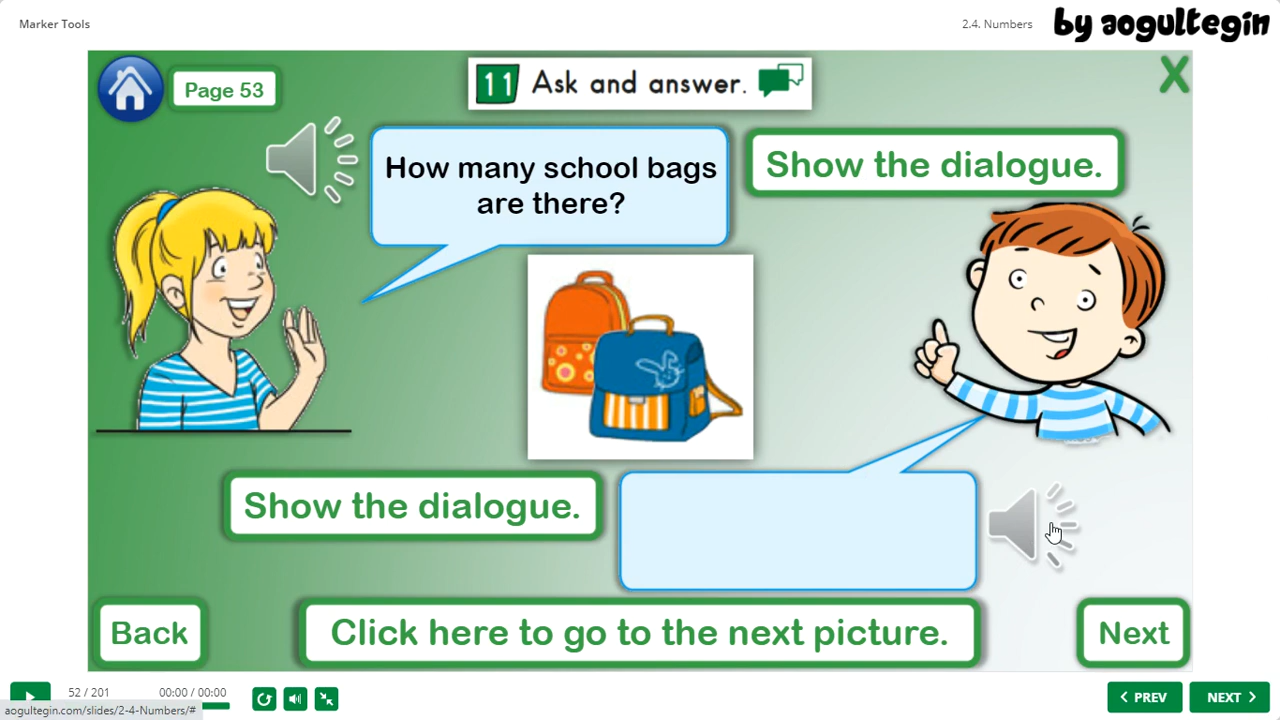 Marker Tools
2.4. Numbers
by aogultegin
Page 53
11 Ask and answer.
X
How many school bags
are there?
Show the dialogue.
Show the dialogue.
Back
Click here to go to the next picture.
Next
52 / 201
00:00 / 00:00
PREV
NEXT
aogultegin.com/slides/2-4-Numbers/#